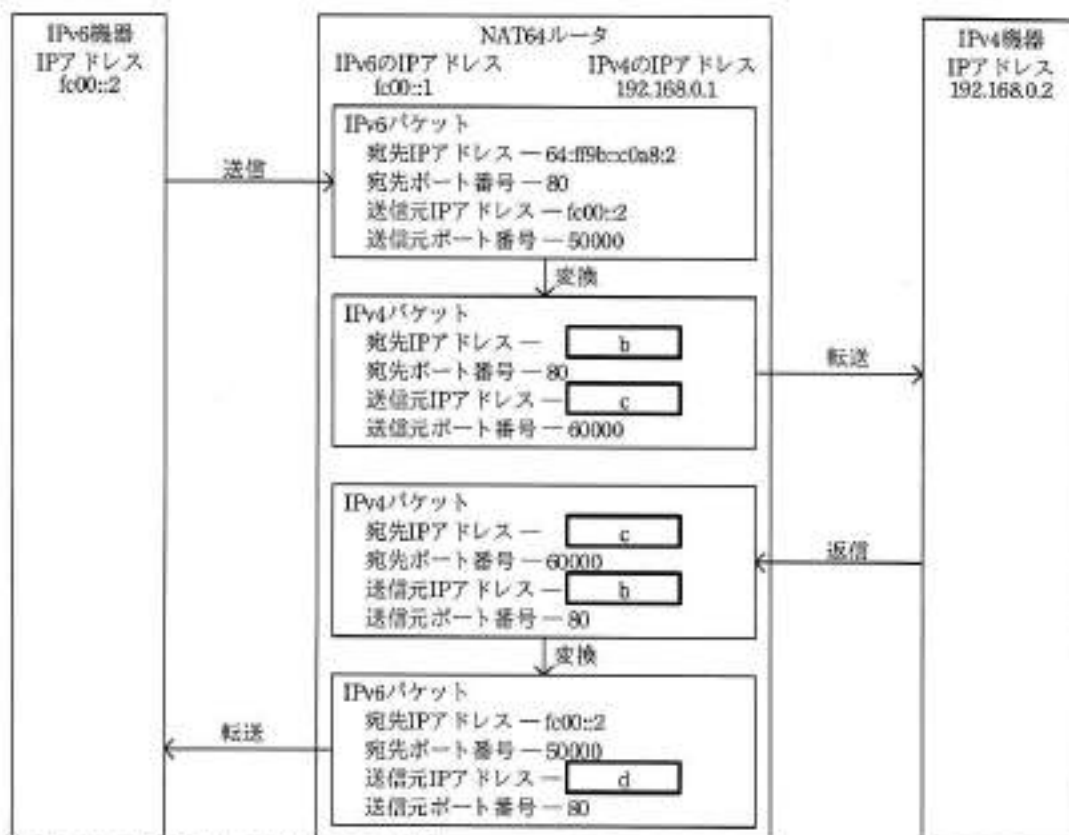 IPv6機器
IPアドレス
fc00::2
NAT64ルータ
IPv6のIPアドレス
fc00::1
IPv4のIPアドレス
192.168.0.1
IPv4機器
IPアドレス
192.168.0.2
送信
IPv6パケット
宛先IPアドレス — 64:ff9b::c0a8:2
宛先ポート番号 — 80
送信元IPアドレス — fc00::2
送信元ポート番号 — 50000
変換
IPv4パケット
宛先IPアドレス — b
宛先ポート番号 — 80
送信元IPアドレス — c
送信元ポート番号 — 60000
転送
IPv4パケット
宛先IPアドレス — c
宛先ポート番号 — 60000
送信元IPアドレス — b
送信元ポート番号 — 80
返信
変換
IPv6パケット
宛先IPアドレス — fc00::2
宛先ポート番号 — 50000
送信元IPアドレス — d
送信元ポート番号 — 80
転送